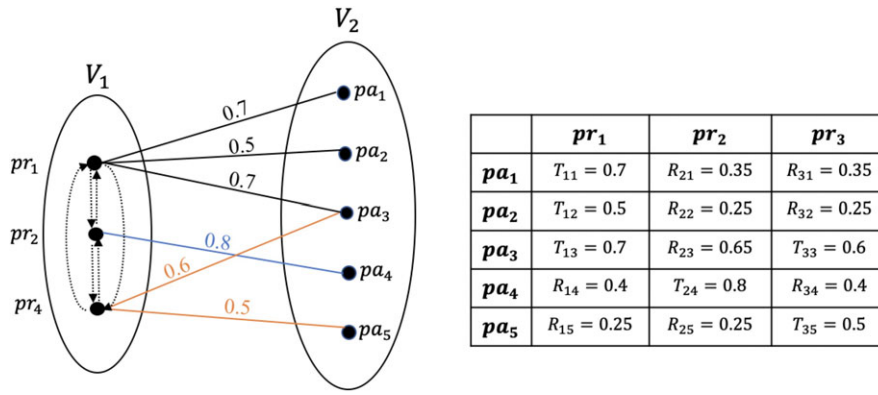 V₁
V₂
pr₁
pr₂
pr₄
0.7
0.5
0.7
0.8
0.6
0.5
pa₁
pa₂
pa₃
pa₄
pa₅
pr₁ pr₂ pr₃
pa₁ T₁₁ = 0.7 R₂₁ = 0.35 R₃₁ = 0.35
pa₂ T₁₂ = 0.5 R₂₂ = 0.25 R₃₂ = 0.25
pa₃ T₁₃ = 0.7 R₂₃ = 0.65 T₃₃ = 0.6
pa₄ R₁₄ = 0.4 T₂₄ = 0.8 R₃₄ = 0.4
pa₅ R₁₅ = 0.25 R₂₅ = 0.25 T₃₅ = 0.5